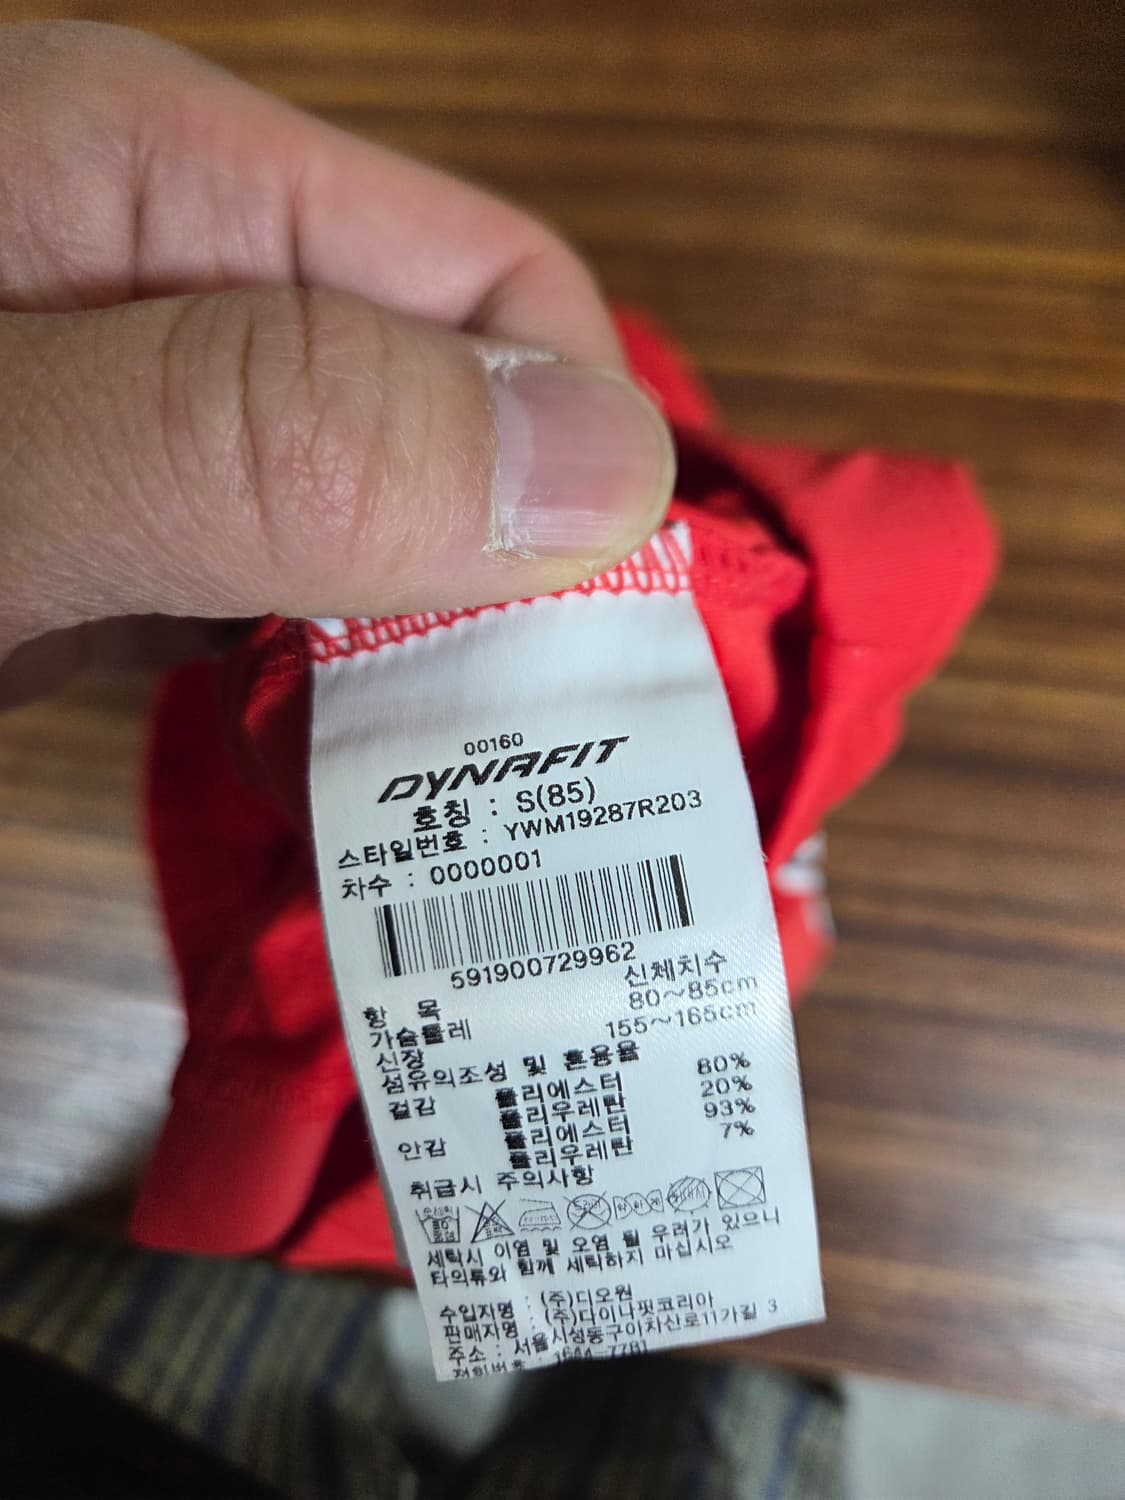 00160
DYNAFIT
호칭 : S(85)
스타일번호 : YWM19287R203
차수 : 0000001
591900729962
항 목 신체치수
가슴둘레 80~85cm
신장 155~165cm
섬유의조성 및 혼용율
겉감 폴리에스터 80%
폴리우레탄 20%
안감 폴리에스터 93%
폴리우레탄 7%
취급시 주의사항
세탁시 이염 및 오염 될 우려가 있으니
타의류와 함께 세탁하지 마십시오
수입자명 : (주)디오원
판매자명 : (주)다이나핏코리아
주소 : 서울시성동구아차산로11가길 3
전화번호 : 1644-7781